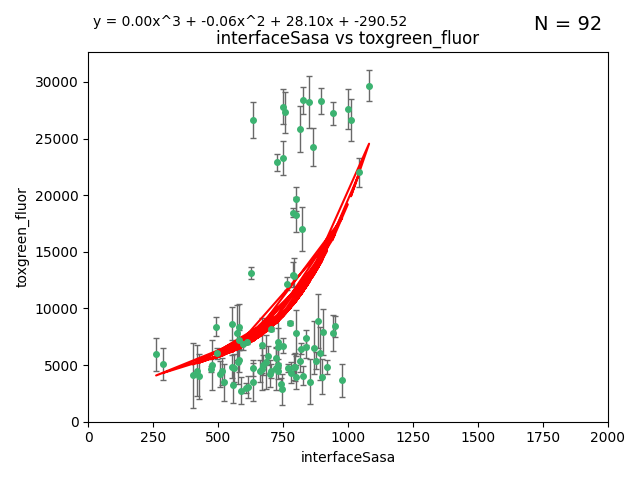 y = 0.00x^3 + -0.06x^2 + 28.10x + -290.52
N = 92
interfaceSasa vs toxgreen_fluor
30000
25000
20000
15000
10000
5000
0
toxgreen_fluor
0 250 500 750 1000 1250 1500 1750 2000
interfaceSasa